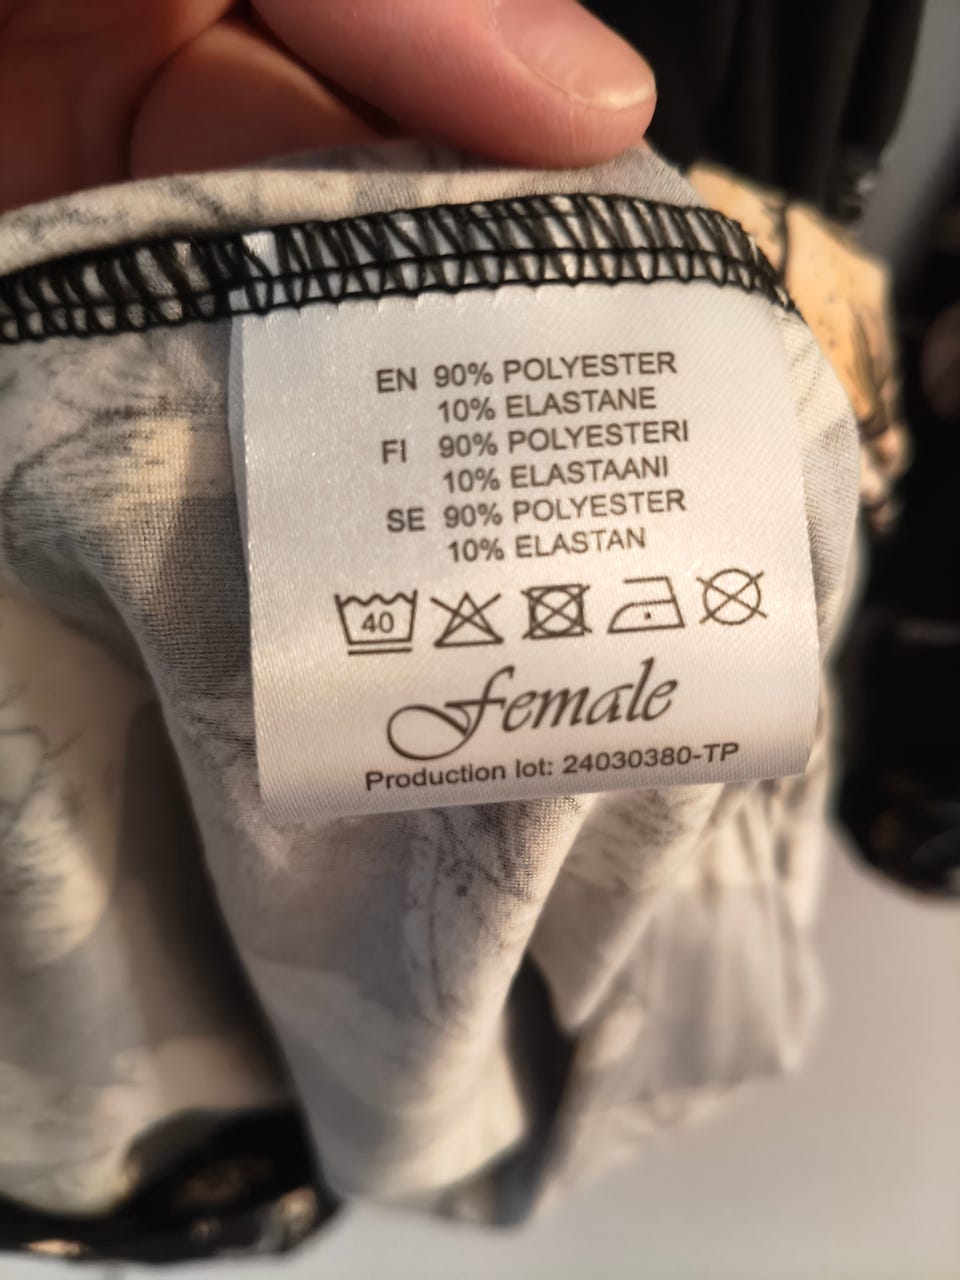 EN 90% POLYESTER
10% ELASTANE
FI 90% POLYESTERI
10% ELASTAANI
SE 90% POLYESTER
10% ELASTAN
40
female
Production lot: 24030380-TP